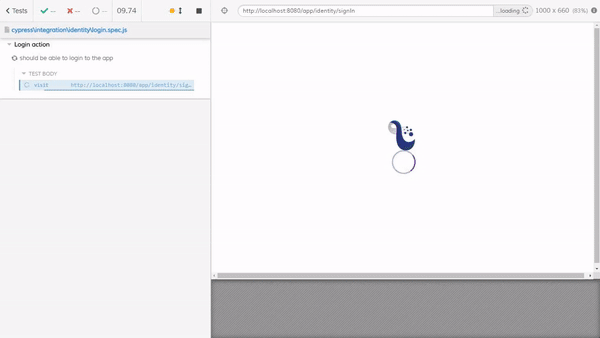 Tests
--
--
--
09.74
http://localhost:8080/app/identity/signIn
...loading
1000 x 660 (83%)
cypress\integration\identity\login.spec.js
Login action
should be able to login to the app
TEST BODY
visit http://localhost:8080/app/identity/sig...